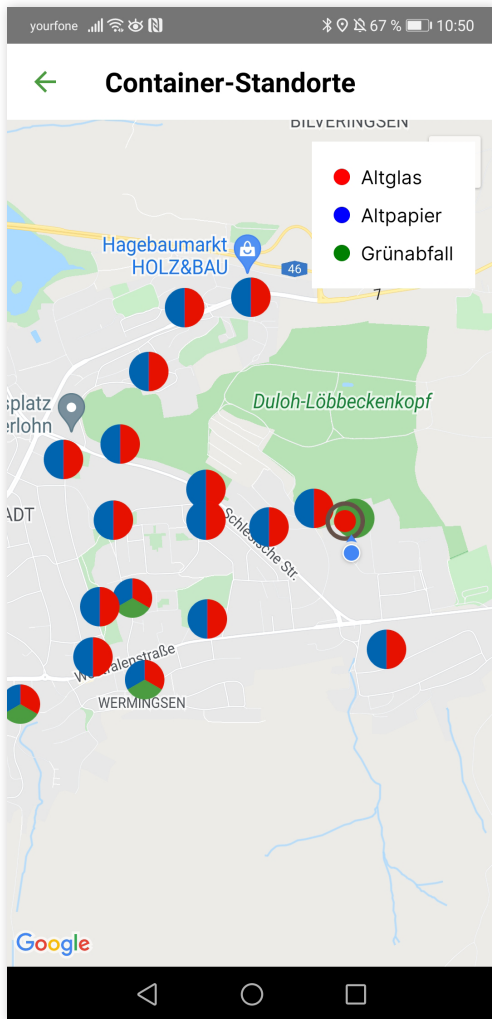 yourfone 67 % 10:50
Container-Standorte
BILVERINGSEN
Altglas
Altpapier
Grünabfall
Hagebaumarkt
HOLZ&BAU
46
7
Duloh-Löbbeckenkopf
splatz
erlohn
ADT
Schlesische Str.
WERMINGSEN
Google